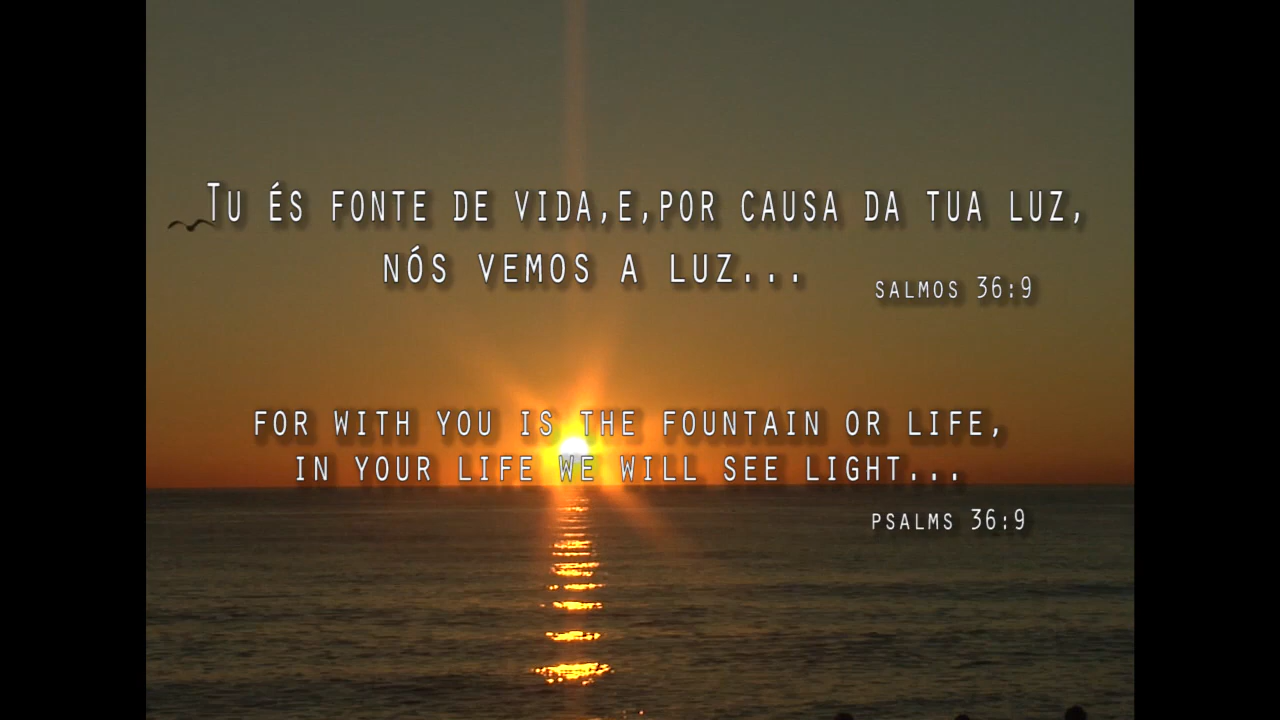 Tu és fonte de vida,e,por causa da tua luz,
nós vemos a luz...
salmos 36:9
for with you is the fountain or life,
in your life we will see light...
psalms 36:9